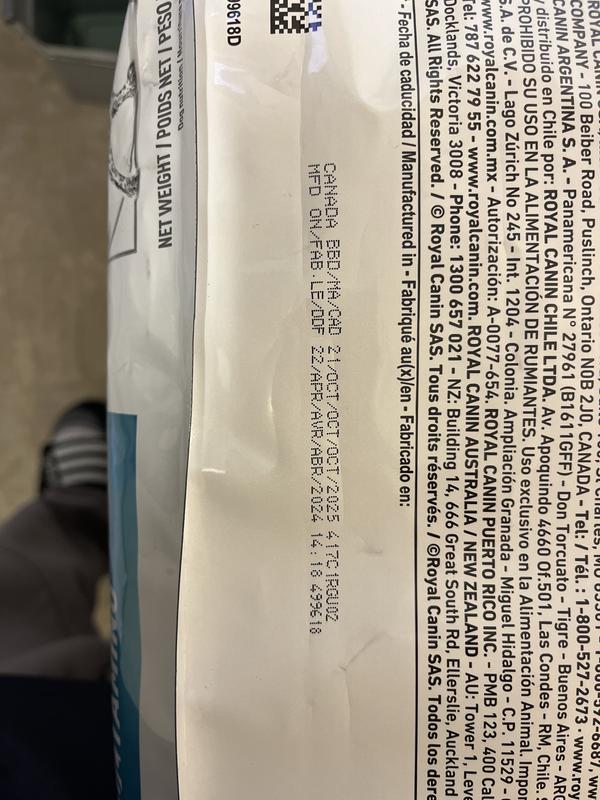 ROYAL CANIN
COMPANY - 100 Beiber Road, Puslinch, Ontario N0B 2J0, CANADA - Tel: / Tél. : 1-800-527-2673 · www.roy
CANIN ARGENTINA S. A. - Panamericana N° 27961 (B1611GFF) - Don Torcuato - Tigre - Buenos Aires - ARG
/ distribuido en Chile por: ROYAL CANIN CHILE LTDA. Av. Apoquindo 4660 Of.501, Las Condes - RM, Chile.
PROHIBIDO SU USO EN LA ALIMENTACIÓN DE RUMIANTES. Uso exclusivo en la Alimentación Animal. Impor
S.A. de C.V. - Lago Zúrich No 245 - Int. 1204 - Colonia. Ampliación Granada - Miguel Hidalgo - C.P. 11529 -
www.royalcanin.com.mx - Autorización: A-0077-654. ROYAL CANIN PUERTO RICO INC. - PMB 123, 400 Cal
Tel: 787 622 79 55 - www.royalcanin.com. ROYAL CANIN AUSTRALIA / NEW ZEALAND - AU: Tower 1, Leve
Docklands, Victoria 3008 - Phone: 1300 657 021 - NZ: Building 14, 666 Great South Rd, Ellerslie, Auckland
SAS. All Rights Reserved. / © Royal Canin SAS. Tous droits réservés. / ©Royal Canin SAS. Todos los dere
- Fecha de caducidad / Manufactured in - Fabriqué au(x)/en - Fabricado en:
CANADA BBD/MA/CAD 21/OCT/OCT/OCT/2025 417C1RGU02
MFD ON/FAB.LE/DDF 22/APR/AVR/ABR/2024 14:18 499618
99618D
Dog nutrition /
NET WEIGHT / POIDS NET / PESO